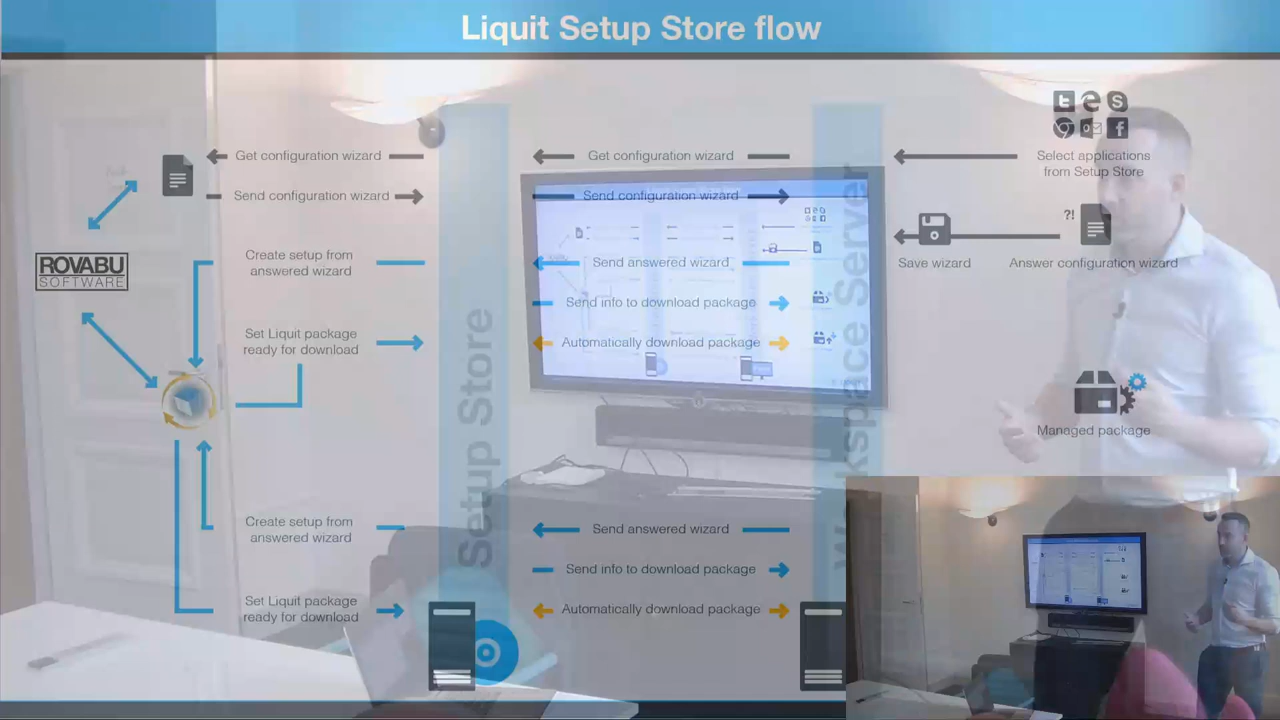 Liquit Setup Store flow
Get configuration wizard
Get configuration wizard
Select applications
from Setup Store
Send configuration wizard
Send configuration wizard
?!
Create setup from
answered wizard
Send answered wizard
Save wizard
Answer configuration wizard
ROVABU
SOFTWARE
Send info to download package
Set Liquit package
ready for download
Automatically download package
Setup Store
Workspace Server
Managed package
Create setup from
answered wizard
Send answered wizard
Send info to download package
Set Liquit package
ready for download
Automatically download package